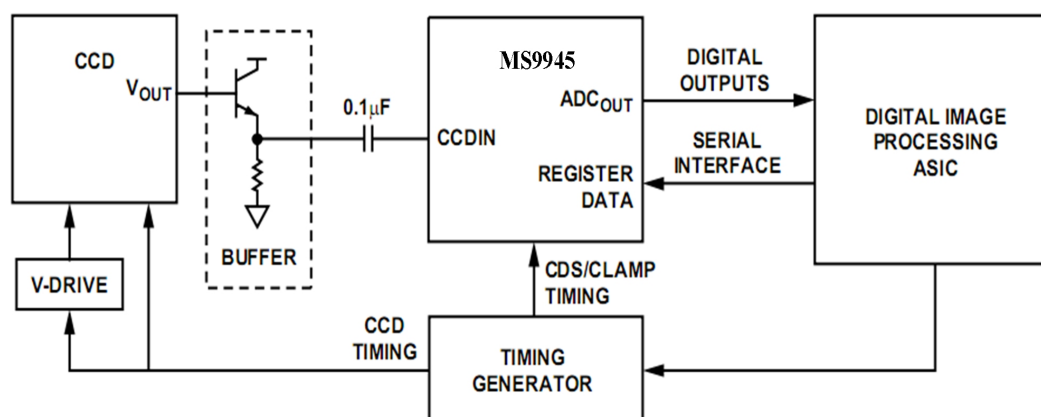 CCD
VOUT
BUFFER
0.1μF
MS9945
CCDIN
ADCOUT
REGISTER
DATA
DIGITAL
OUTPUTS
SERIAL
INTERFACE
DIGITAL IMAGE
PROCESSING
ASIC
V-DRIVE
CCD
TIMING
CDS/CLAMP
TIMING
TIMING
GENERATOR